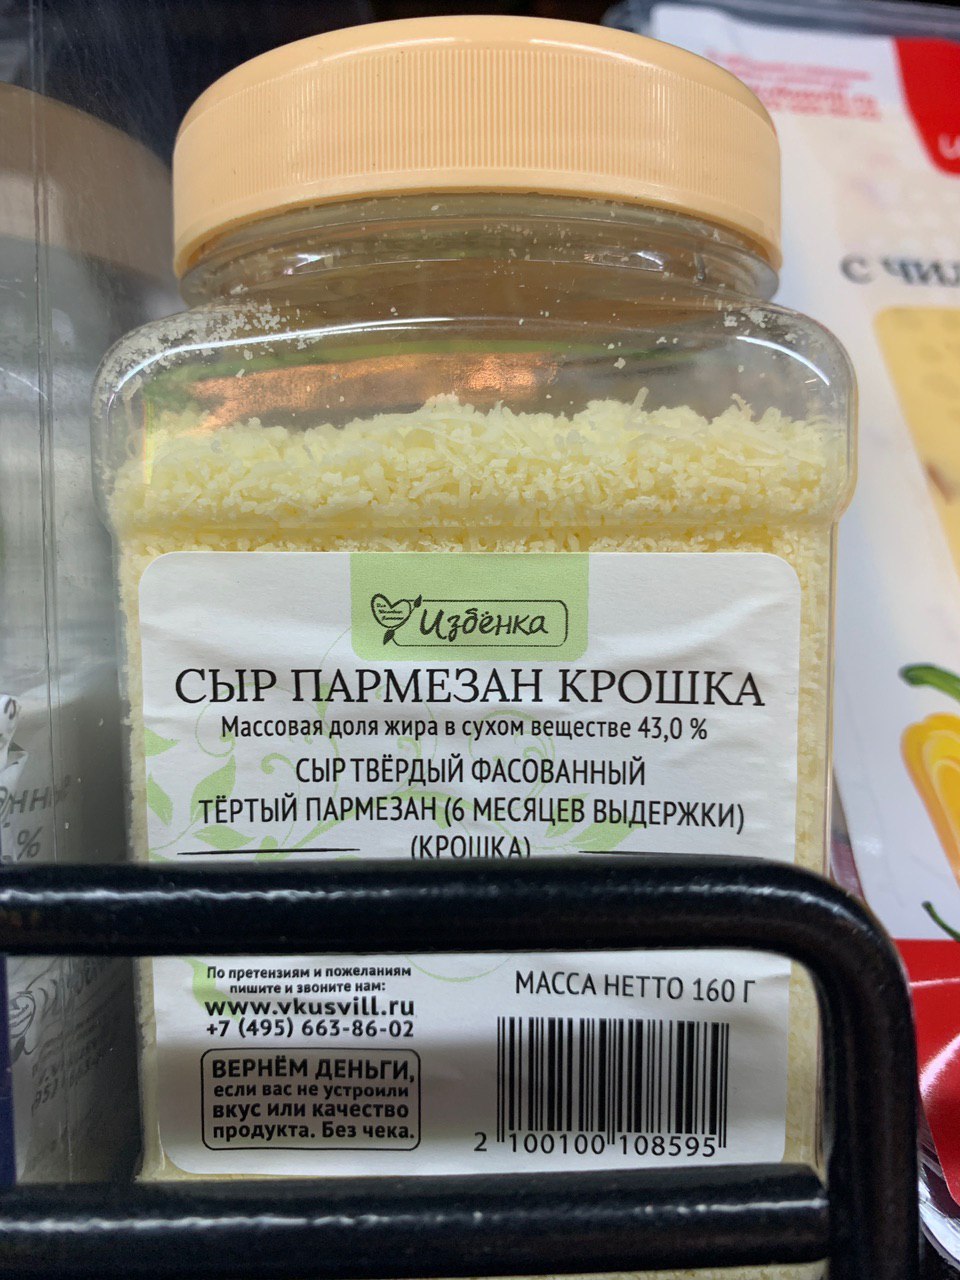 Избёнка
СЫР ПАРМЕЗАН КРОШКА
Массовая доля жира в сухом веществе 43,0 %
СЫР ТВЁРДЫЙ ФАСОВАННЫЙ
ТЁРТЫЙ ПАРМЕЗАН (6 МЕСЯЦЕВ ВЫДЕРЖКИ)
(КРОШКА)
По претензиям и пожеланиям
пишите и звоните нам:
www.vkusvill.ru
+7 (495) 663-86-02
ВЕРНЁМ ДЕНЬГИ,
если вас не устроили
вкус или качество
продукта. Без чека.
МАССА НЕТТО 160 Г
2 100100 108595
С ЧИЛ
%